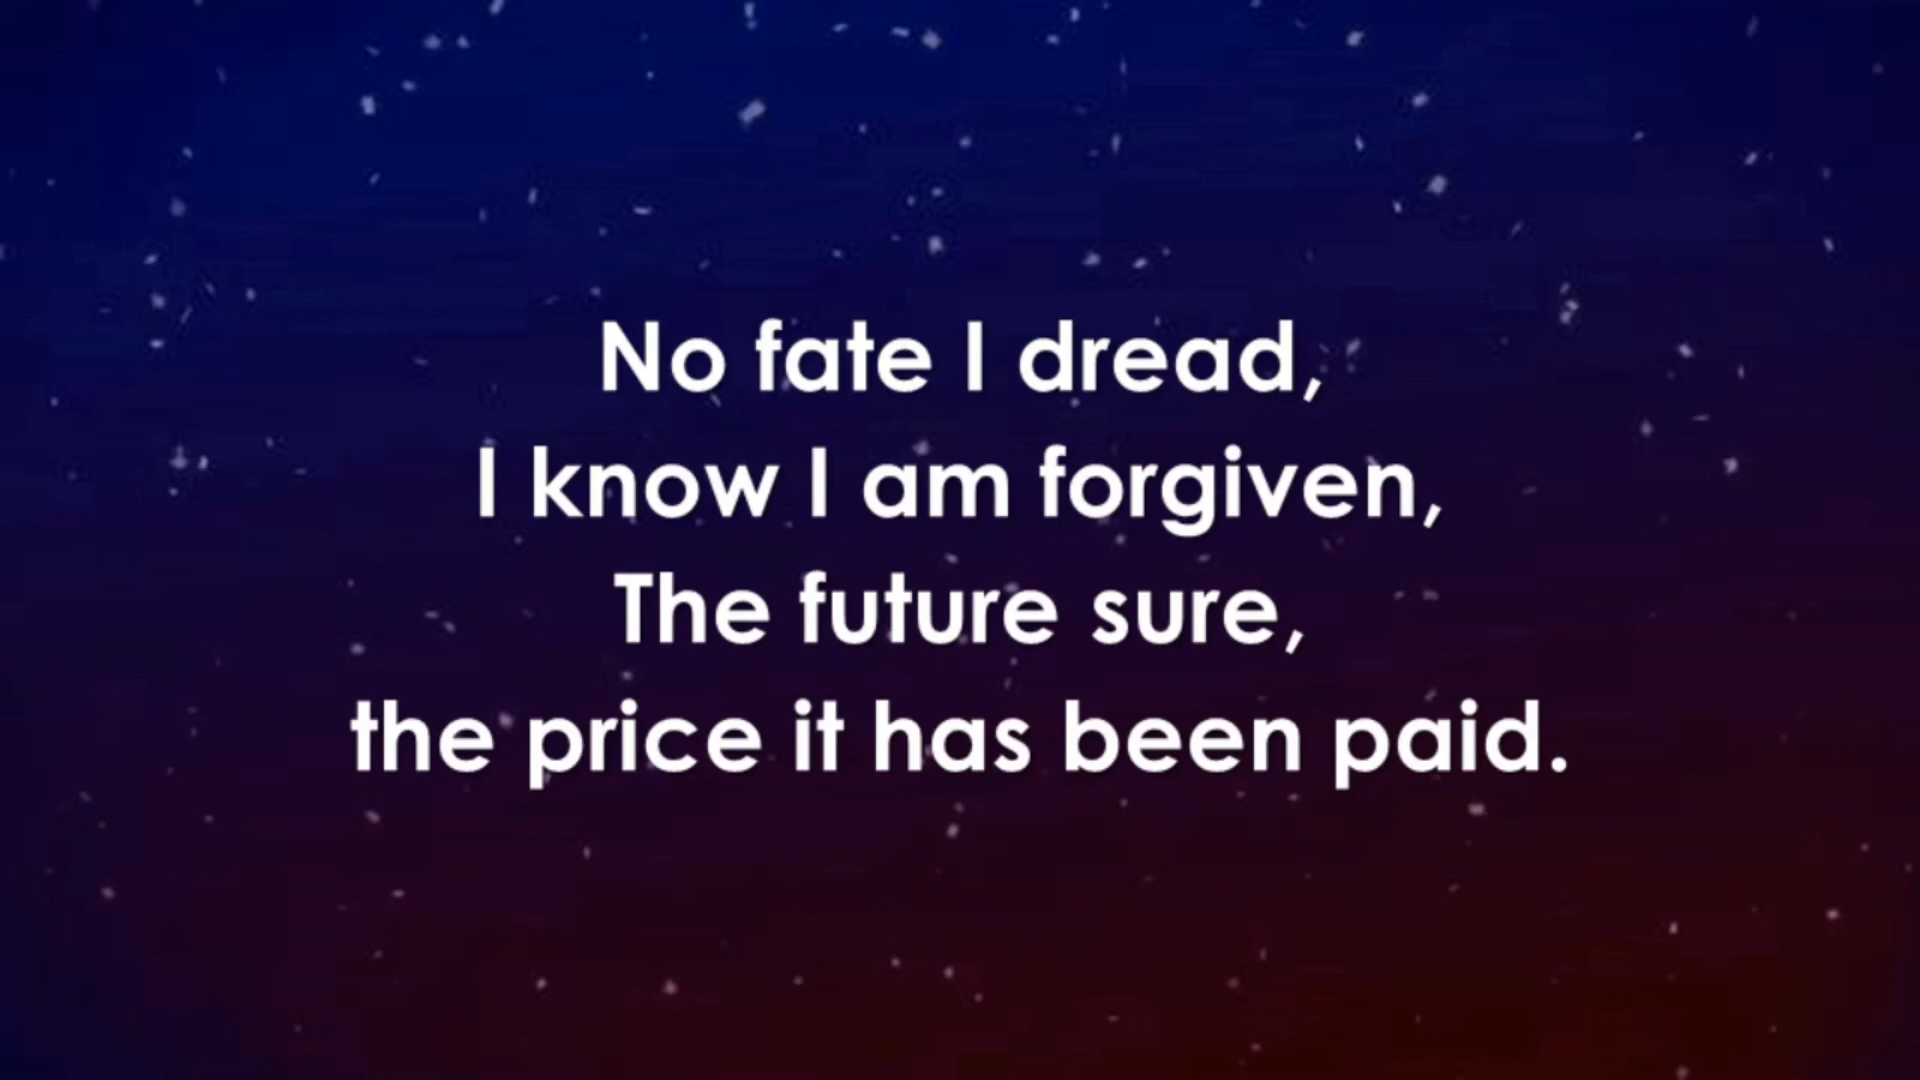 No fate I dread,
I know I am forgiven,
The future sure,
the price it has been paid.